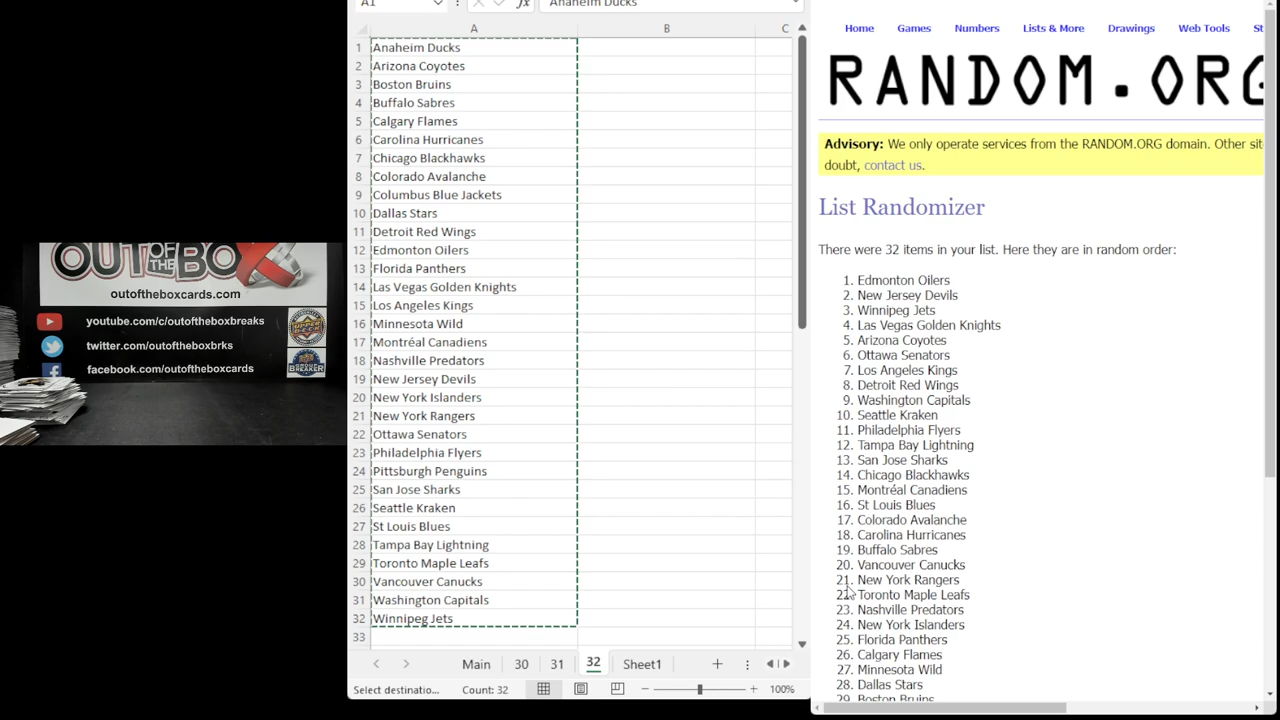 OUT OF THE BOX
outoftheboxcards.com
youtube.com/c/outoftheboxbreaks
twitter.com/outoftheboxbrks
facebook.com/outoftheboxcards
A1
fx
Anaheim Ducks
A B C
1 Anaheim Ducks
2 Arizona Coyotes
3 Boston Bruins
4 Buffalo Sabres
5 Calgary Flames
6 Carolina Hurricanes
7 Chicago Blackhawks
8 Colorado Avalanche
9 Columbus Blue Jackets
10 Dallas Stars
11 Detroit Red Wings
12 Edmonton Oilers
13 Florida Panthers
14 Las Vegas Golden Knights
15 Los Angeles Kings
16 Minnesota Wild
17 Montréal Canadiens
18 Nashville Predators
19 New Jersey Devils
20 New York Islanders
21 New York Rangers
22 Ottawa Senators
23 Philadelphia Flyers
24 Pittsburgh Penguins
25 San Jose Sharks
26 Seattle Kraken
27 St Louis Blues
28 Tampa Bay Lightning
29 Toronto Maple Leafs
30 Vancouver Canucks
31 Washington Capitals
32 Winnipeg Jets
33
Main 30 31 32 Sheet1
Select destinatio... Count: 32 100%
Home Games Numbers Lists & More Drawings Web Tools St
RANDOM.ORG
Advisory: We only operate services from the RANDOM.ORG domain. Other sit
doubt, contact us.
List Randomizer
There were 32 items in your list. Here they are in random order:
1. Edmonton Oilers
2. New Jersey Devils
3. Winnipeg Jets
4. Las Vegas Golden Knights
5. Arizona Coyotes
6. Ottawa Senators
7. Los Angeles Kings
8. Detroit Red Wings
9. Washington Capitals
10. Seattle Kraken
11. Philadelphia Flyers
12. Tampa Bay Lightning
13. San Jose Sharks
14. Chicago Blackhawks
15. Montréal Canadiens
16. St Louis Blues
17. Colorado Avalanche
18. Carolina Hurricanes
19. Buffalo Sabres
20. Vancouver Canucks
21. New York Rangers
22. Toronto Maple Leafs
23. Nashville Predators
24. New York Islanders
25. Florida Panthers
26. Calgary Flames
27. Minnesota Wild
28. Dallas Stars
29. Boston Bruins